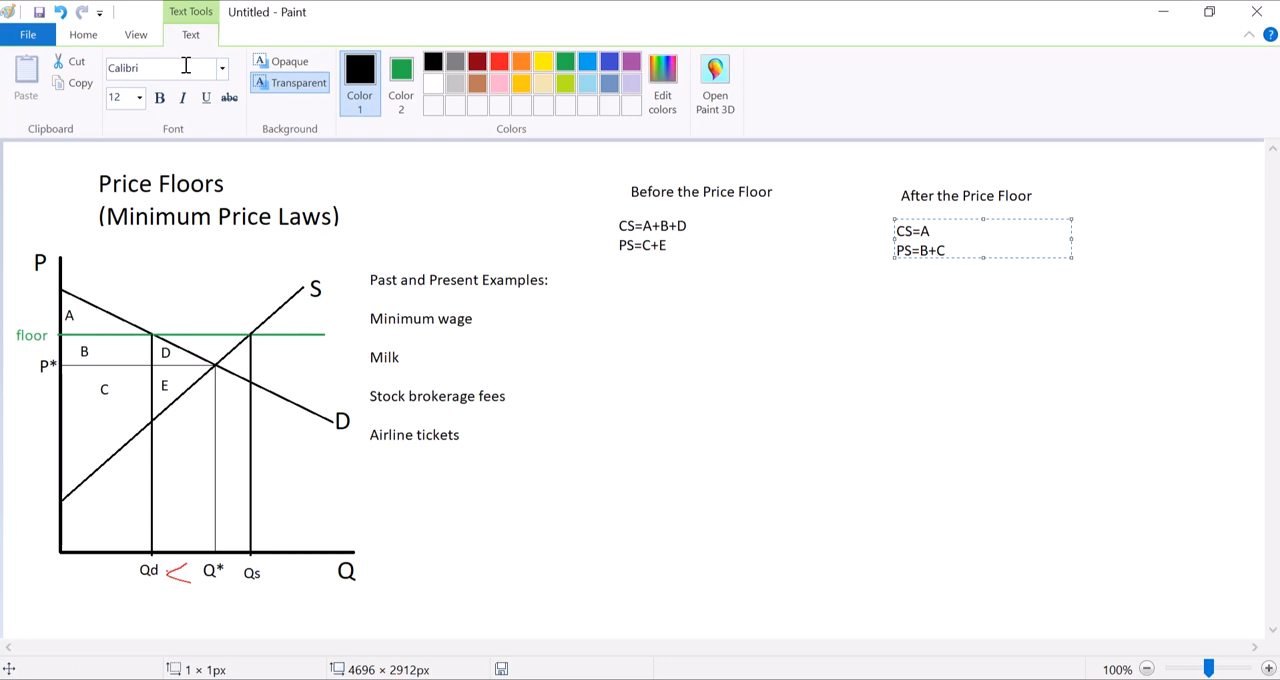 Text Tools
Untitled - Paint
File
Home
View
Text
Paste
Cut
Copy
Clipboard
Calibri
12
B I U abc
Font
Opaque
Transparent
Background
Color 1
Color 2
Edit colors
Colors
Open Paint 3D
Price Floors
(Minimum Price Laws)
Before the Price Floor
CS=A+B+D
PS=C+E
After the Price Floor
CS=A
PS=B+C
P
S
A
floor
B
D
P*
C
E
D
Qd < Q* Qs
Q
Past and Present Examples:
Minimum wage
Milk
Stock brokerage fees
Airline tickets
1 × 1px
4696 × 2912px
100%